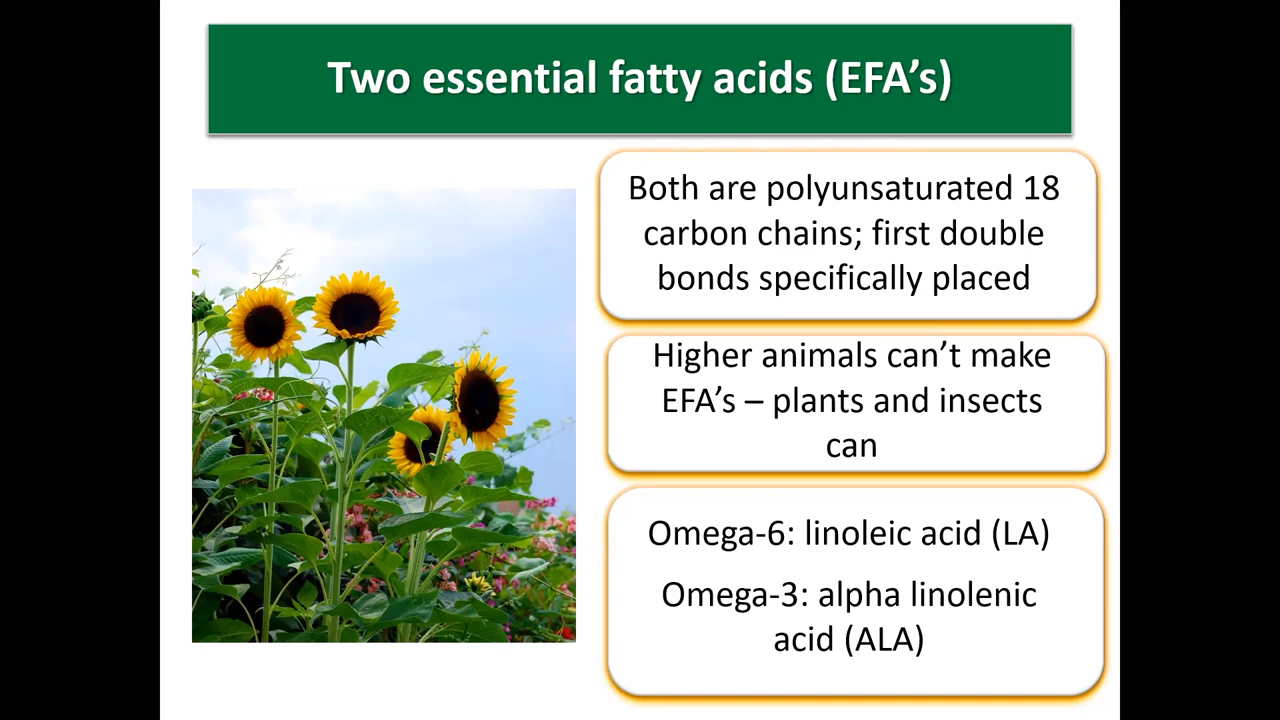 Two essential fatty acids (EFA’s)
Both are polyunsaturated 18
carbon chains; first double
bonds specifically placed
Higher animals can’t make
EFA’s – plants and insects
can
Omega-6: linoleic acid (LA)
Omega-3: alpha linolenic
acid (ALA)